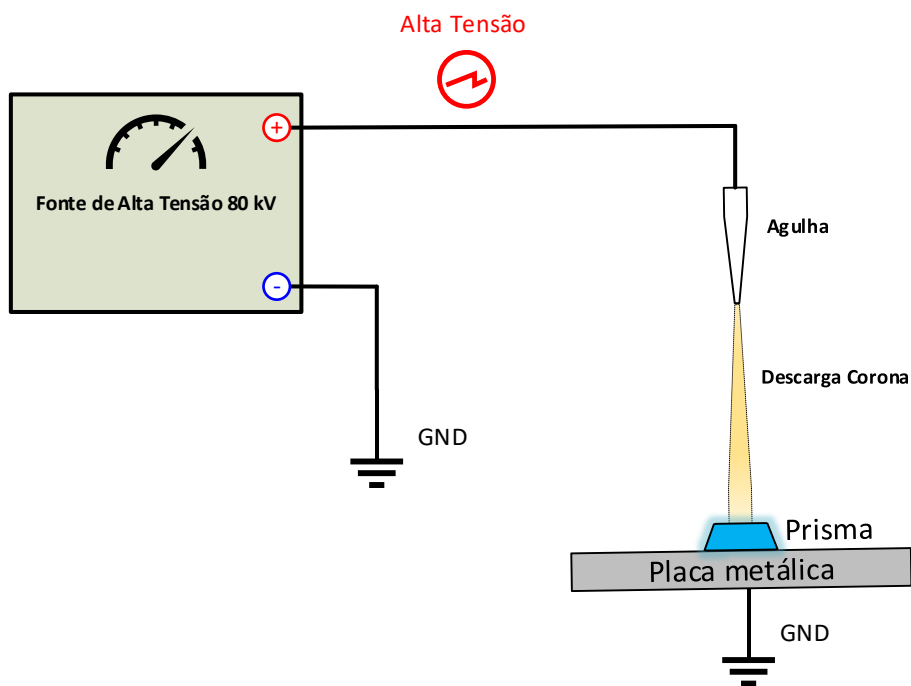 Alta Tensão
+
Fonte de Alta Tensão 80 kV
-
Agulha
Descarga Corona
GND
Prisma
Placa metálica
GND